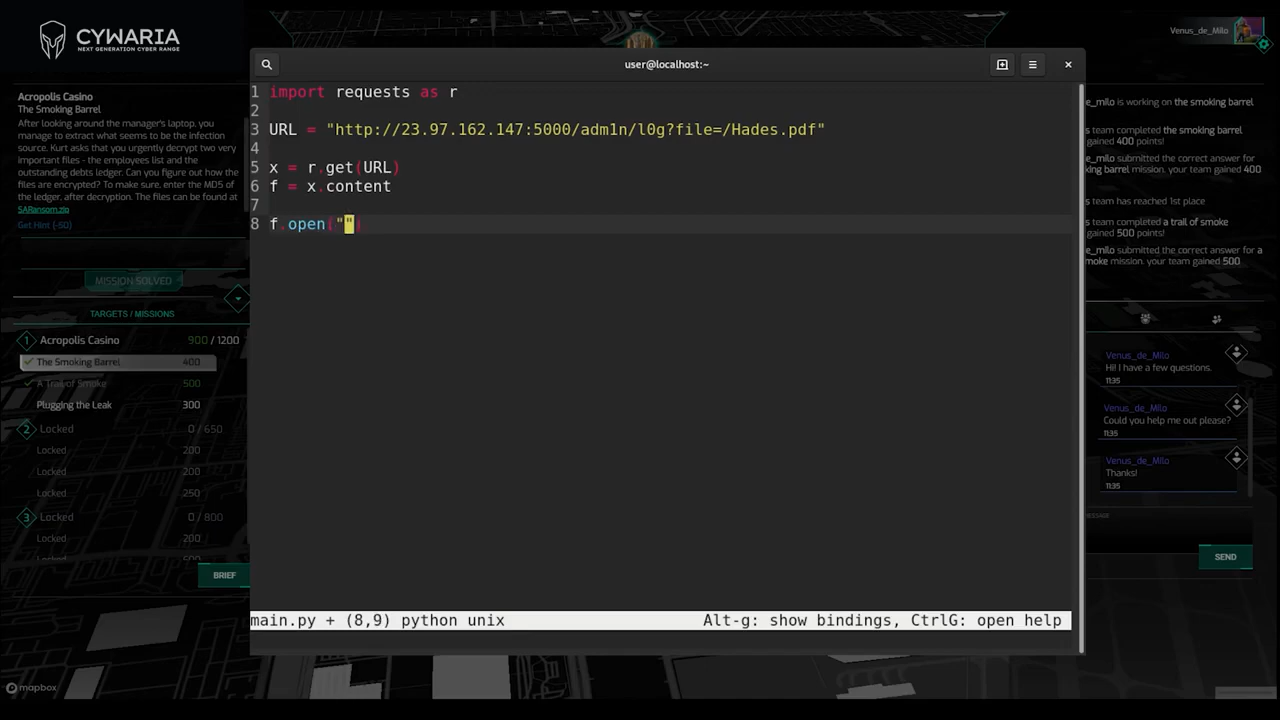 CYWARIA
NEXT GENERATION CYBER RANGE
Venus_de_Milo
Acropolis Casino
The Smoking Barrel
After looking around the manager's laptop, you
manage to extract what seems to be the infection
source. Kurt asks that you urgently decrypt two very
important files - the employees list and the
outstanding debts ledger. Can you figure out how the
files are encrypted? To make sure, enter the MD5 of
the ledger, after decryption. The files can be found at
SARansom.zip
Get Hint (-50)
MISSION SOLVED
TARGETS / MISSIONS
1 Acropolis Casino 900 / 1200
The Smoking Barrel 400
A Trail of Smoke 500
Plugging the Leak 300
2 Locked 0 / 650
Locked 200
Locked 200
Locked 250
3 Locked 0 / 800
Locked 200
Locked
BRIEF
mapbox
user@localhost:~
1 import requests as r
2
3 URL = "http://23.97.162.147:5000/adm1n/l0g?file=/Hades.pdf"
4
5 x = r.get(URL)
6 f = x.content
7
8 f.open("")
main.py + (8,9) python unix
Alt-g: show bindings, CtrlG: open help
e_milo is working on the smoking barrel
s team completed the smoking barrel
gained 400 points!
e_milo submitted the correct answer for
king barrel mission, your team gained 400
s team has reached 1st place
s team completed a trail of smoke
gained 500 points!
e_milo submitted the correct answer for a
moke mission, your team gained 500
Venus_de_Milo
Hi! I have a few questions.
11:35
Venus_de_Milo
Could you help me out please?
11:35
Venus_de_Milo
Thanks!
11:35
ESSAGE
SEND